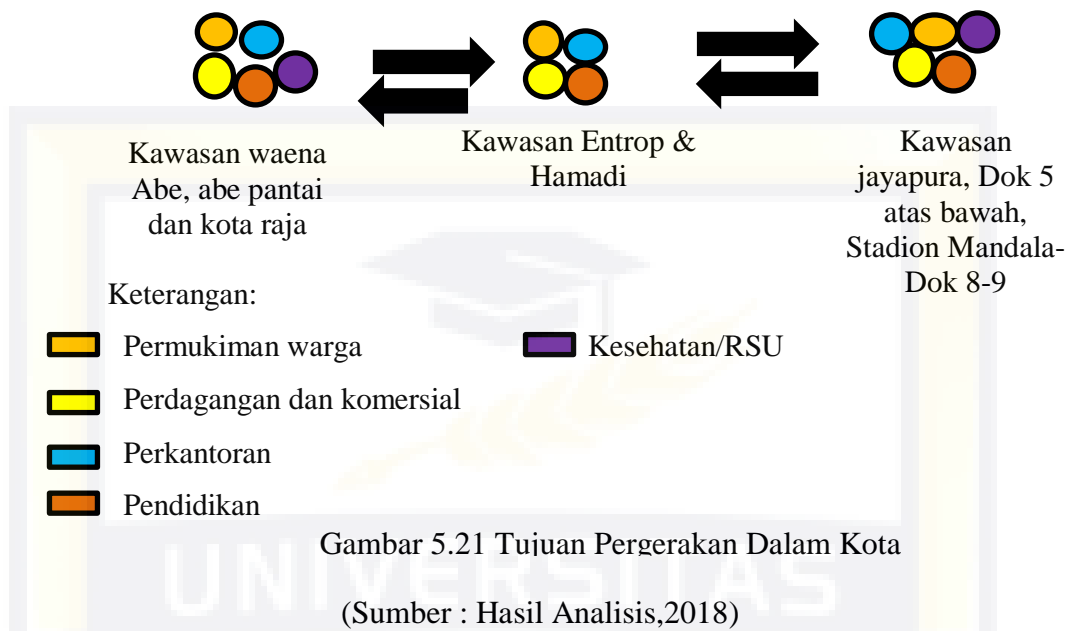 Kawasan waena
Abe, abe pantai
dan kota raja
Kawasan Entrop &
Hamadi
Kawasan
jayapura, Dok 5
atas bawah,
Stadion Mandala-
Dok 8-9
Keterangan:
Permukiman warga
Kesehatan/RSU
Perdagangan dan komersial
Perkantoran
Pendidikan
Gambar 5.21 Tujuan Pergerakan Dalam Kota
UNIVERSITAS
(Sumber : Hasil Analisis,2018)